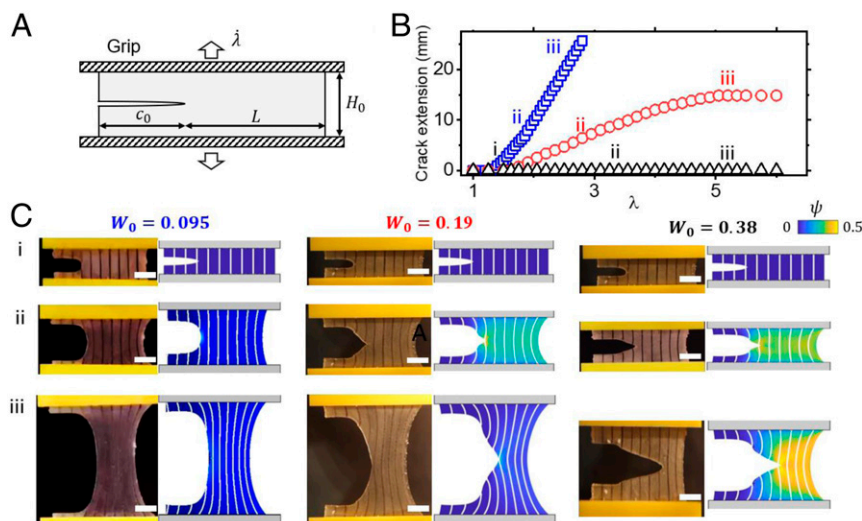 A
Grip
λ̇
c₀
L
H₀
B
Crack extension (mm)
20
10
0
1
3
5
λ
i
ii
iii
ii
iii
ii
iii
C
W₀ = 0.095
W₀ = 0.19
W₀ = 0.38
ψ
0
0.5
i
ii
A
iii